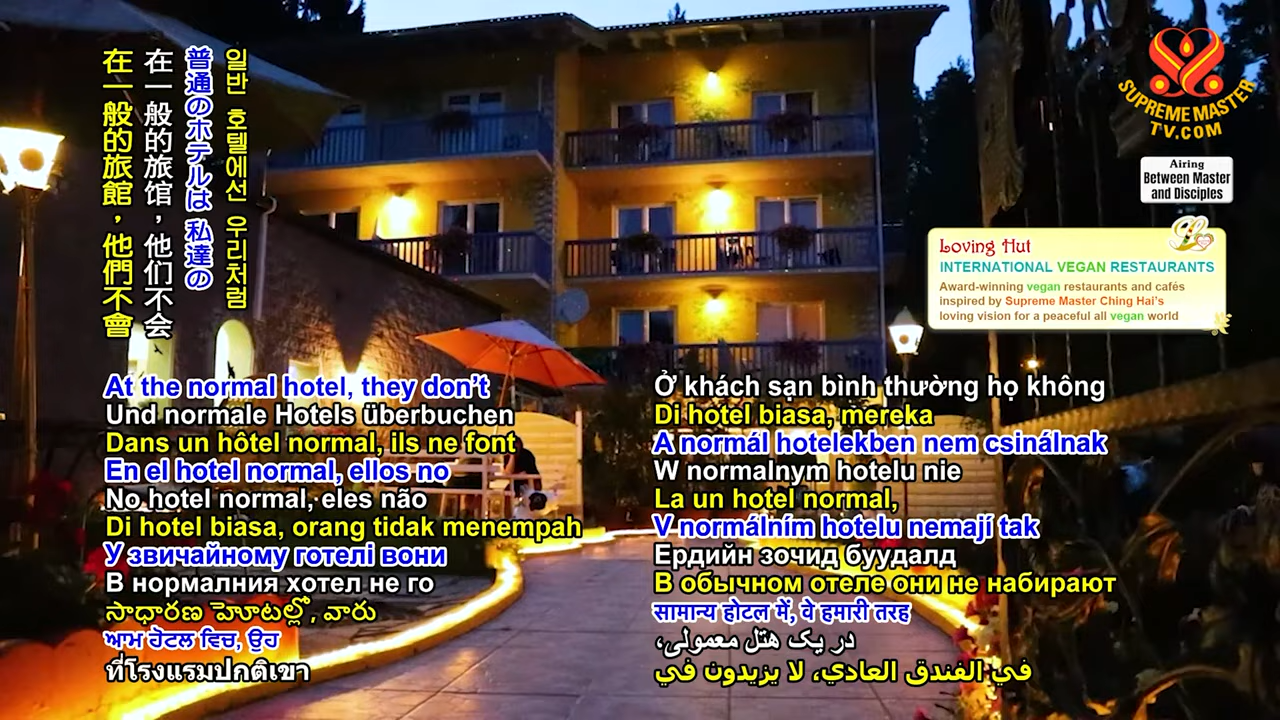 在一般的旅館，他們不會
在一般的旅馆，他们不会
普通のホテルは 私達の
일반 호텔에선 우리처럼
SUPREME MASTER
TV.COM
Airing
Between Master
and Disciples
Loving Hut
INTERNATIONAL VEGAN RESTAURANTS
Award-winning vegan restaurants and cafés
inspired by Supreme Master Ching Hai's
loving vision for a peaceful all vegan world
At the normal hotel, they don't
Und normale Hotels überbuchen
Dans un hôtel normal, ils ne font
En el hotel normal, ellos no
No hotel normal, eles não
Di hotel biasa, orang tidak menempah
У звичайному готелі вони
В нормалния хотел не го
సాధారణ హెూటల్లో, వారు
ਆਮ ਹੋਟਲ ਵਿਚ, ਉਹ
ที่โรงแรมปกติเขา
Ở khách sạn bình thường họ không
Di hotel biasa, mereka
A normál hotelekben nem csinálnak
W normalnym hotelu nie
La un hotel normal,
V normálním hotelu nemají tak
Ердийн зочид буудалд
В обычном отеле они не набирают
सामान्य होटल में, वे हमारी तरह
در یک هتل معمولی،
في الفندق العادي، لا يزيدون في